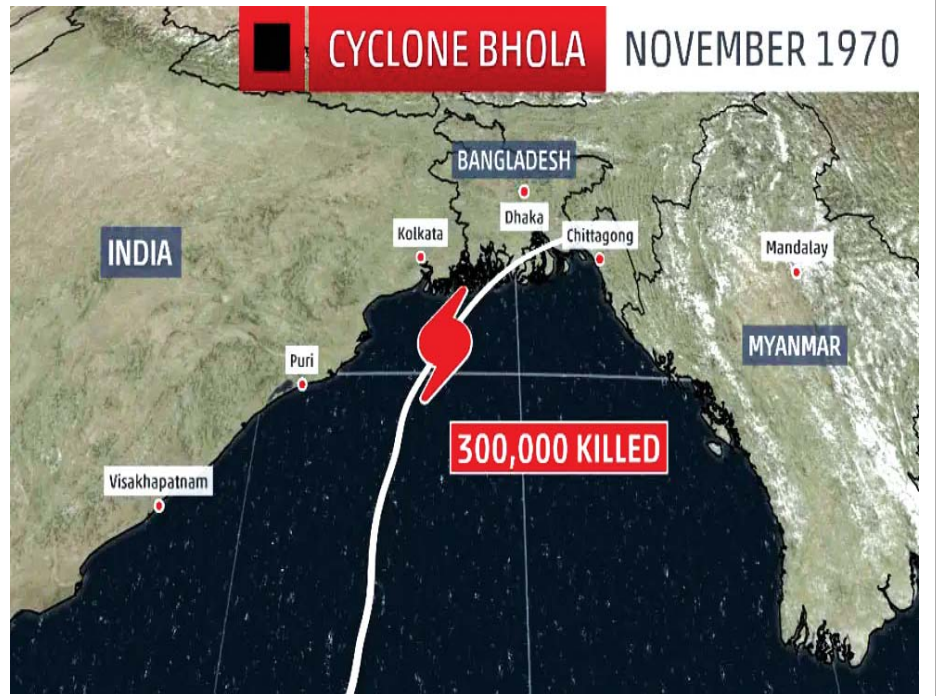 CYCLONE BHOLA
NOVEMBER 1970
BANGLADESH
Dhaka
Kolkata
Chittagong
INDIA
Mandalay
MYANMAR
Puri
300,000 KILLED
Visakhapatnam